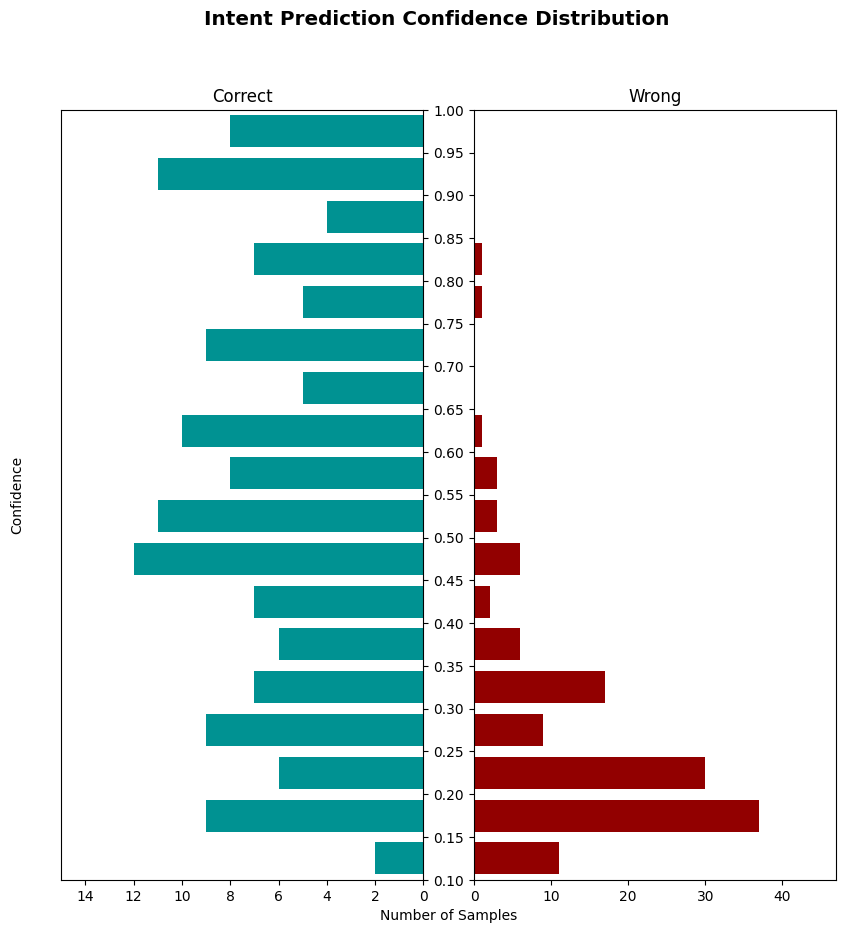 Intent Prediction Confidence Distribution
Correct
Wrong
1.00
0.95
0.90
0.85
0.80
0.75
0.70
0.65
0.60
0.55
0.50
0.45
0.40
0.35
0.30
0.25
0.20
0.15
0.10
Confidence
14 12 10 8 6 4 2 0
0 10 20 30 40
Number of Samples